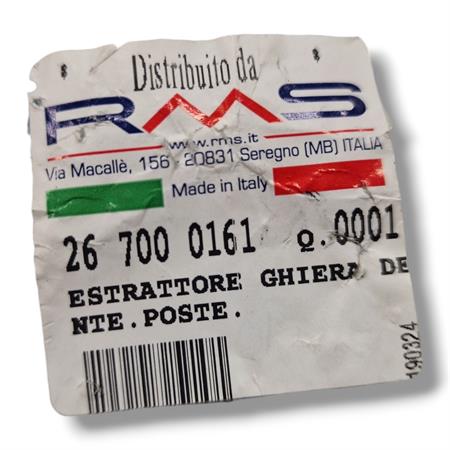 Distribuito da
RMS
www.rms.it
Via Macallè, 156 - 20831 Seregno (MB) ITALIA
Made in Italy
26 700 0161 Q.0001
ESTRATTORE GHIERA DE
NTE.POSTE.
190324